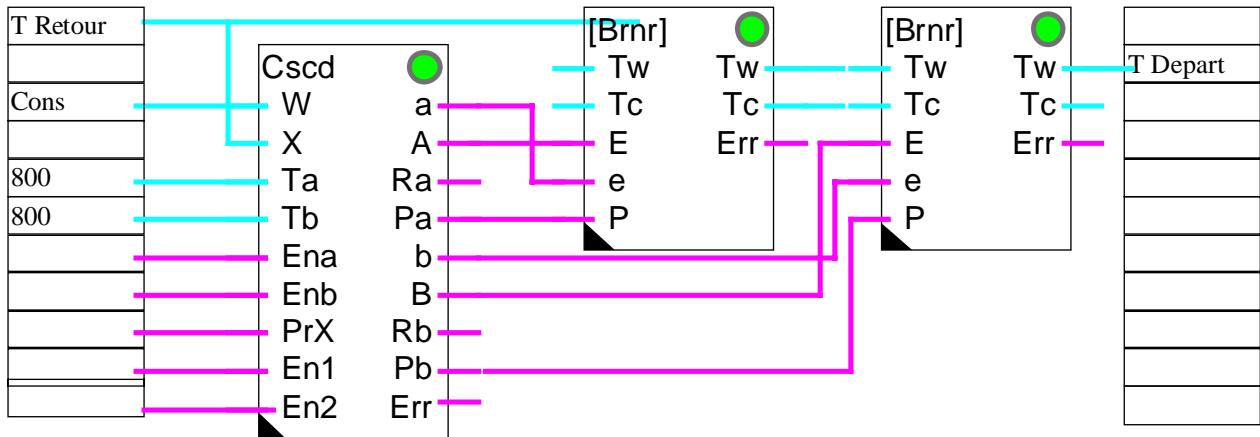 T Retour
Cons
800
800
Cscd
W a
X A
Ta Ra
Tb Pa
Ena b
Enb B
PrX Rb
En1 Pb
En2 Err
[Brnr]
Tw Tw
Tc Tc
E Err
e
P
[Brnr]
Tw Tw
Tc Tc
E Err
e
P
T Depart